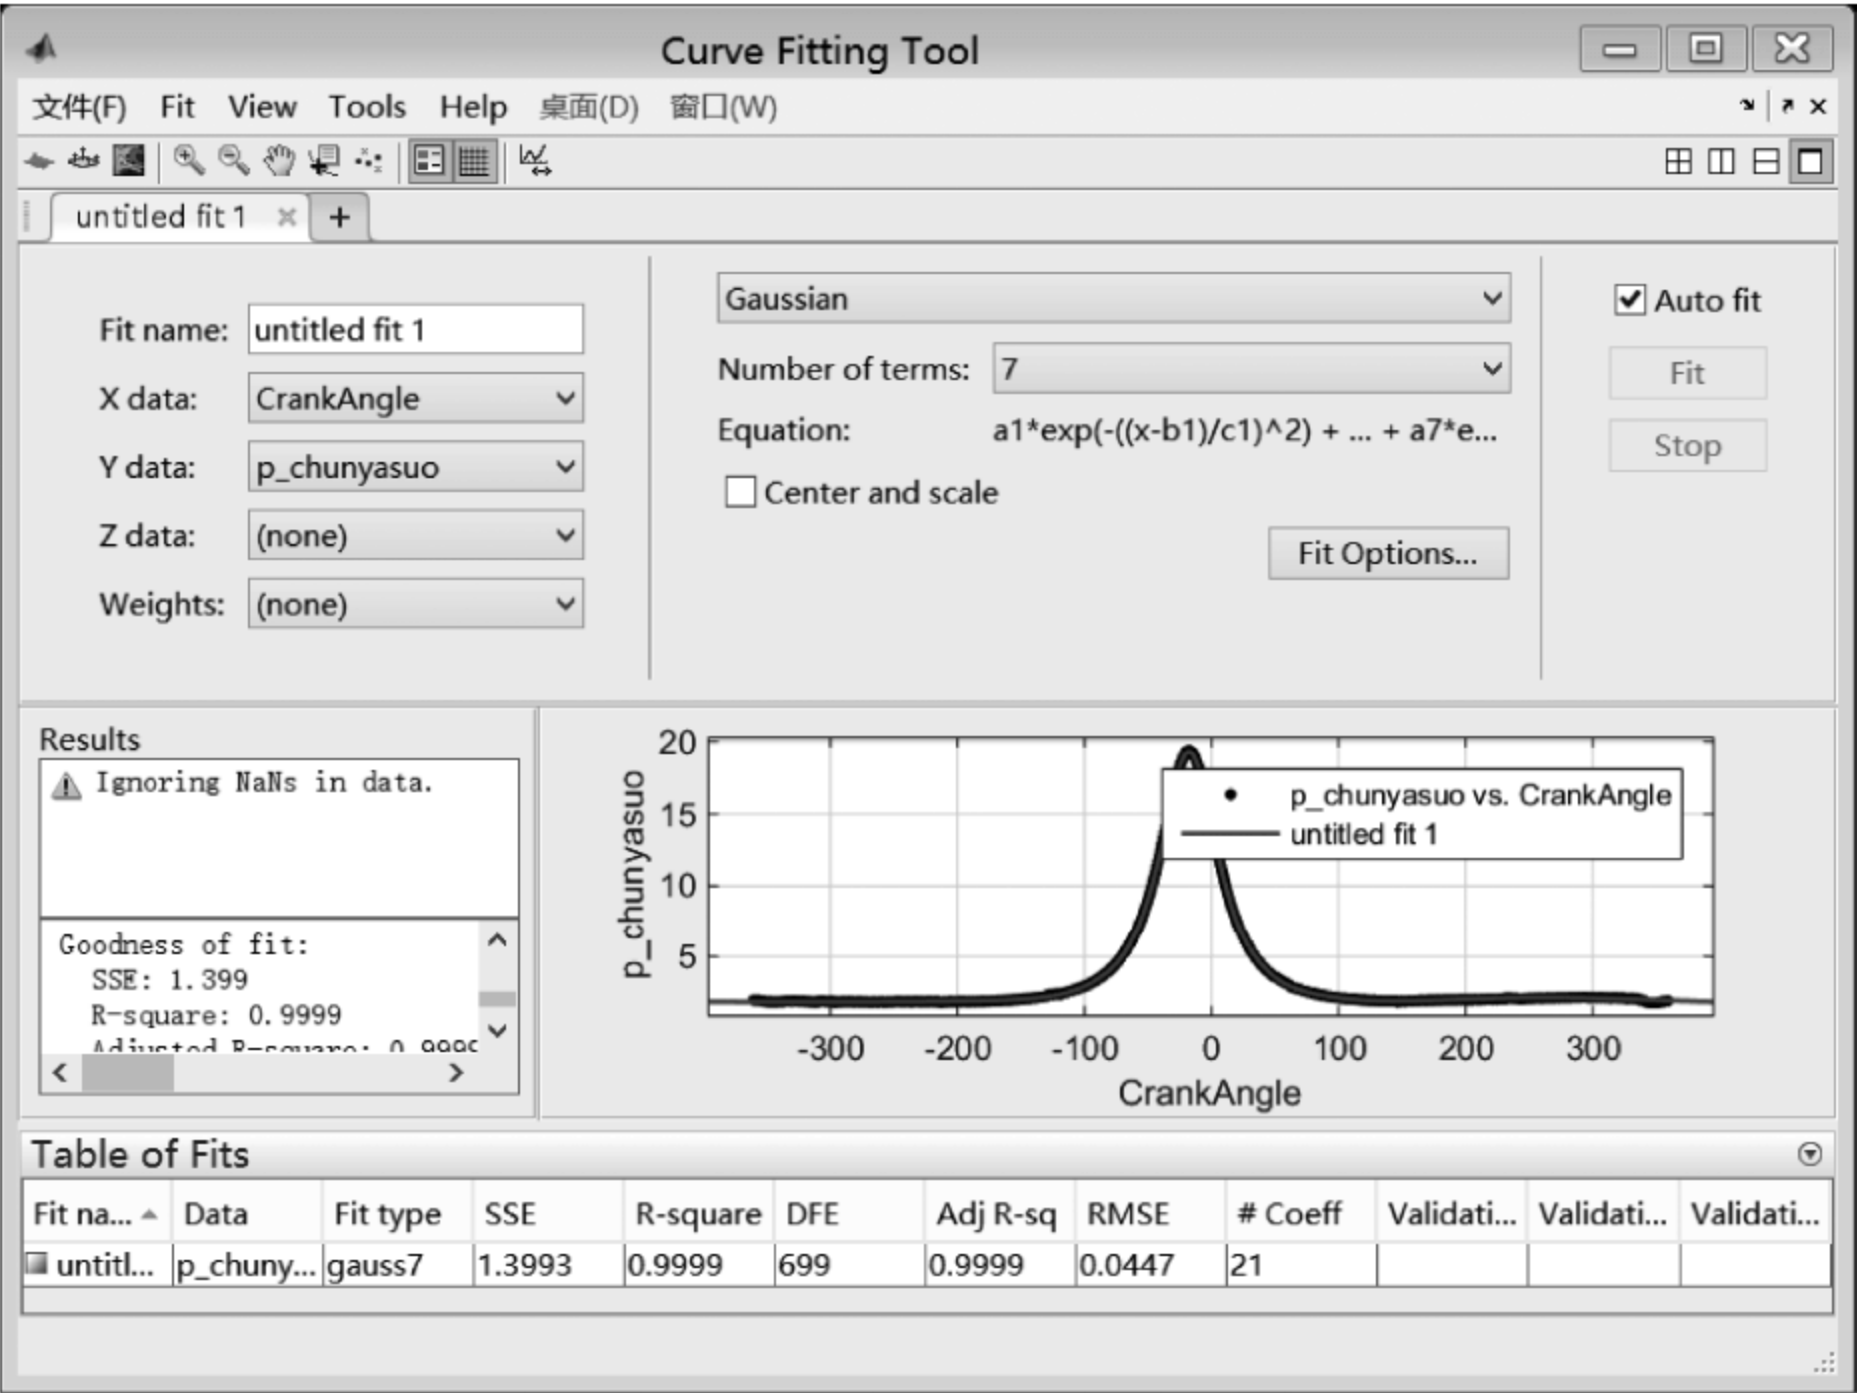 Curve Fitting Tool
文件(F) Fit View Tools Help 桌面(D) 窗口(W)
untitled fit 1
Fit name: untitled fit 1
X data: CrankAngle
Y data: p_chunyasuo
Z data: (none)
Weights: (none)
Gaussian
Number of terms: 7
Equation: a1*exp(-((x-b1)/c1)^2) + ... + a7*e...
Center and scale
Fit Options...
Auto fit
Fit
Stop
Results
Ignoring NaNs in data.
Goodness of fit:
SSE: 1.399
R-square: 0.9999
Adjusted R-square: 0.9999
p_chunyasuo
20
15
10
5
p_chunyasuo vs. CrankAngle
untitled fit 1
-300 -200 -100 0 100 200 300
CrankAngle
Table of Fits
Fit na... Data Fit type SSE R-square DFE Adj R-sq RMSE # Coeff Validati... Validati... Validati...
untitl... p_chuny... gauss7 1.3993 0.9999 699 0.9999 0.0447 21